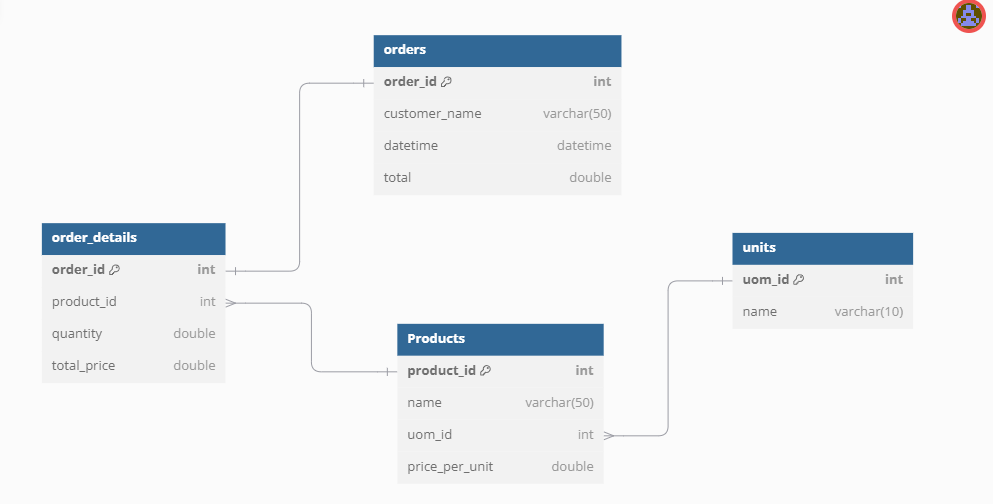 orders
order_id int
customer_name varchar(50)
datetime datetime
total double
order_details
order_id int
product_id int
quantity double
total_price double
units
uom_id int
name varchar(10)
Products
product_id int
name varchar(50)
uom_id int
price_per_unit double